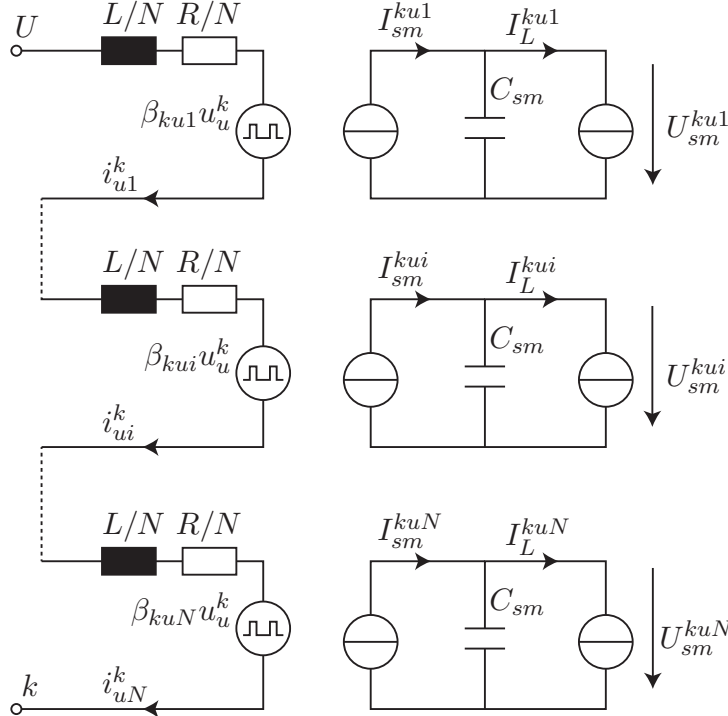 U L/N R/N I_{sm}^{ku1} I_L^{ku1}
β_{ku1}u_u^k C_{sm} U_{sm}^{ku1}
i_{u1}^k
L/N R/N I_{sm}^{kui} I_L^{kui}
β_{kui}u_u^k C_{sm} U_{sm}^{kui}
i_{ui}^k
L/N R/N I_{sm}^{kuN} I_L^{kuN}
β_{kuN}u_u^k C_{sm} U_{sm}^{kuN}
k i_{uN}^k